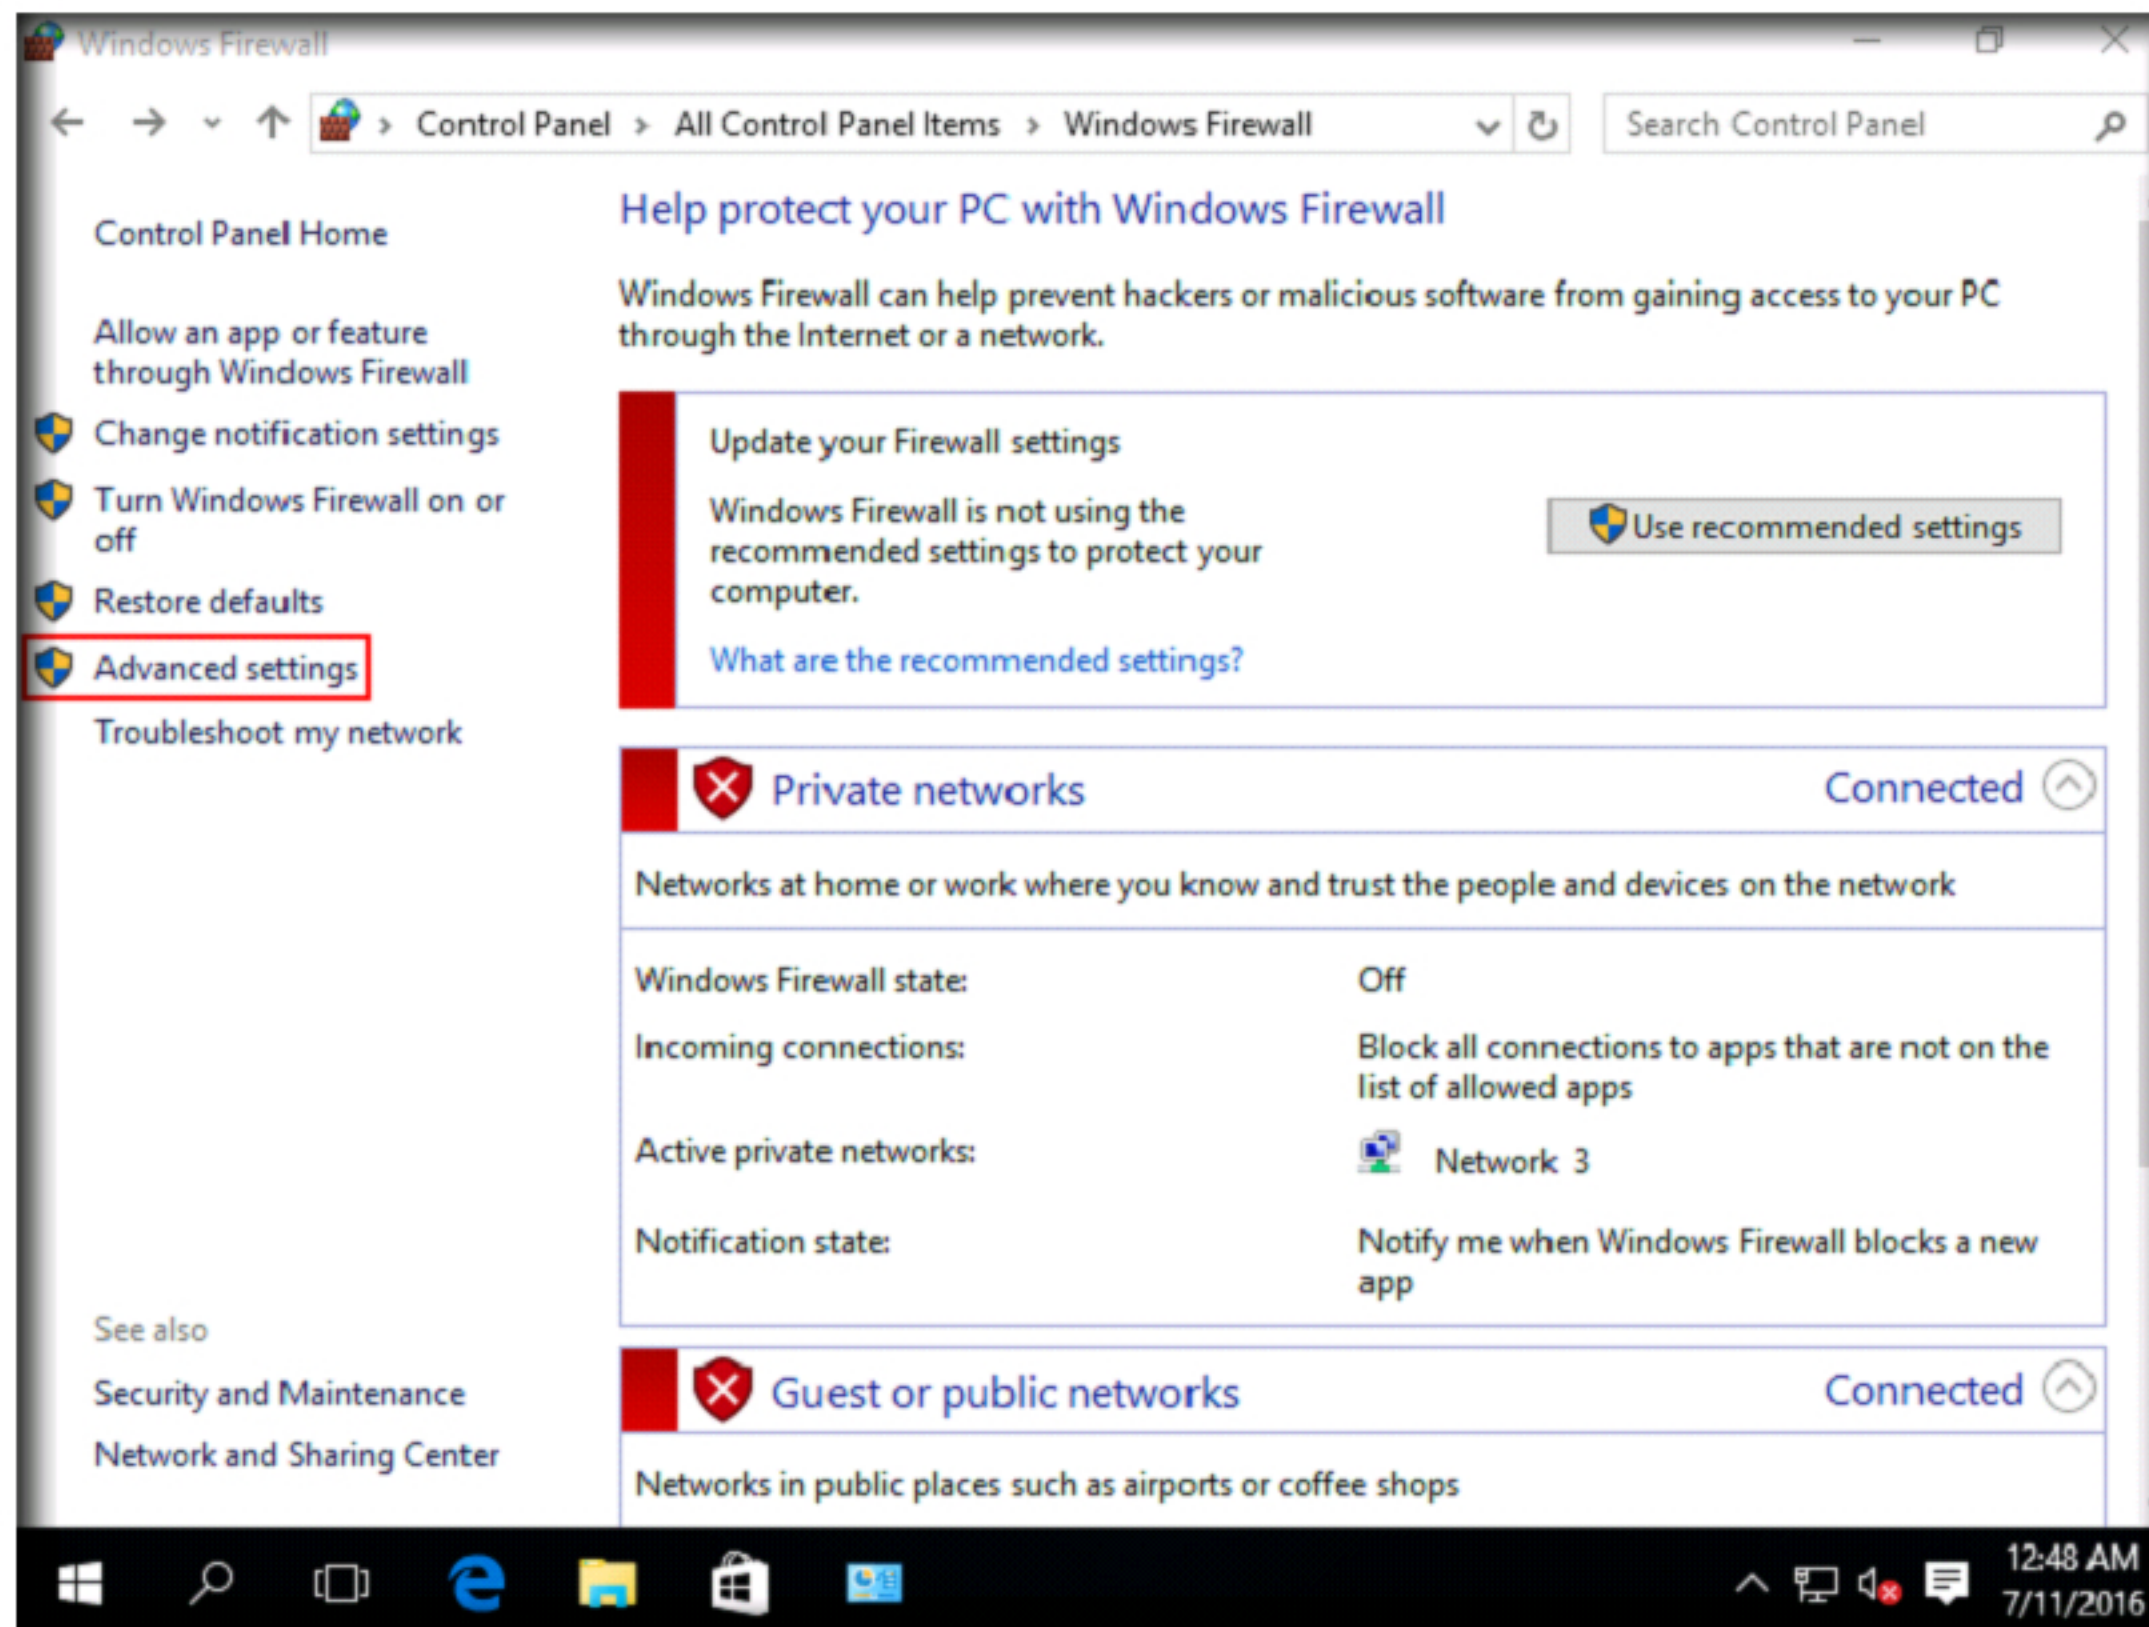 Windows Firewall
Control Panel > All Control Panel Items > Windows Firewall
Search Control Panel
Control Panel Home
Allow an app or feature
through Windows Firewall
Change notification settings
Turn Windows Firewall on or
off
Restore defaults
Advanced settings
Troubleshoot my network
See also
Security and Maintenance
Network and Sharing Center
Help protect your PC with Windows Firewall
Windows Firewall can help prevent hackers or malicious software from gaining access to your PC
through the Internet or a network.
Update your Firewall settings
Windows Firewall is not using the
recommended settings to protect your
computer.
Use recommended settings
What are the recommended settings?
Private networks Connected
Networks at home or work where you know and trust the people and devices on the network
Windows Firewall state: Off
Incoming connections: Block all connections to apps that are not on the
list of allowed apps
Active private networks: Network 3
Notification state: Notify me when Windows Firewall blocks a new
app
Guest or public networks Connected
Networks in public places such as airports or coffee shops
12:48 AM
7/11/2016